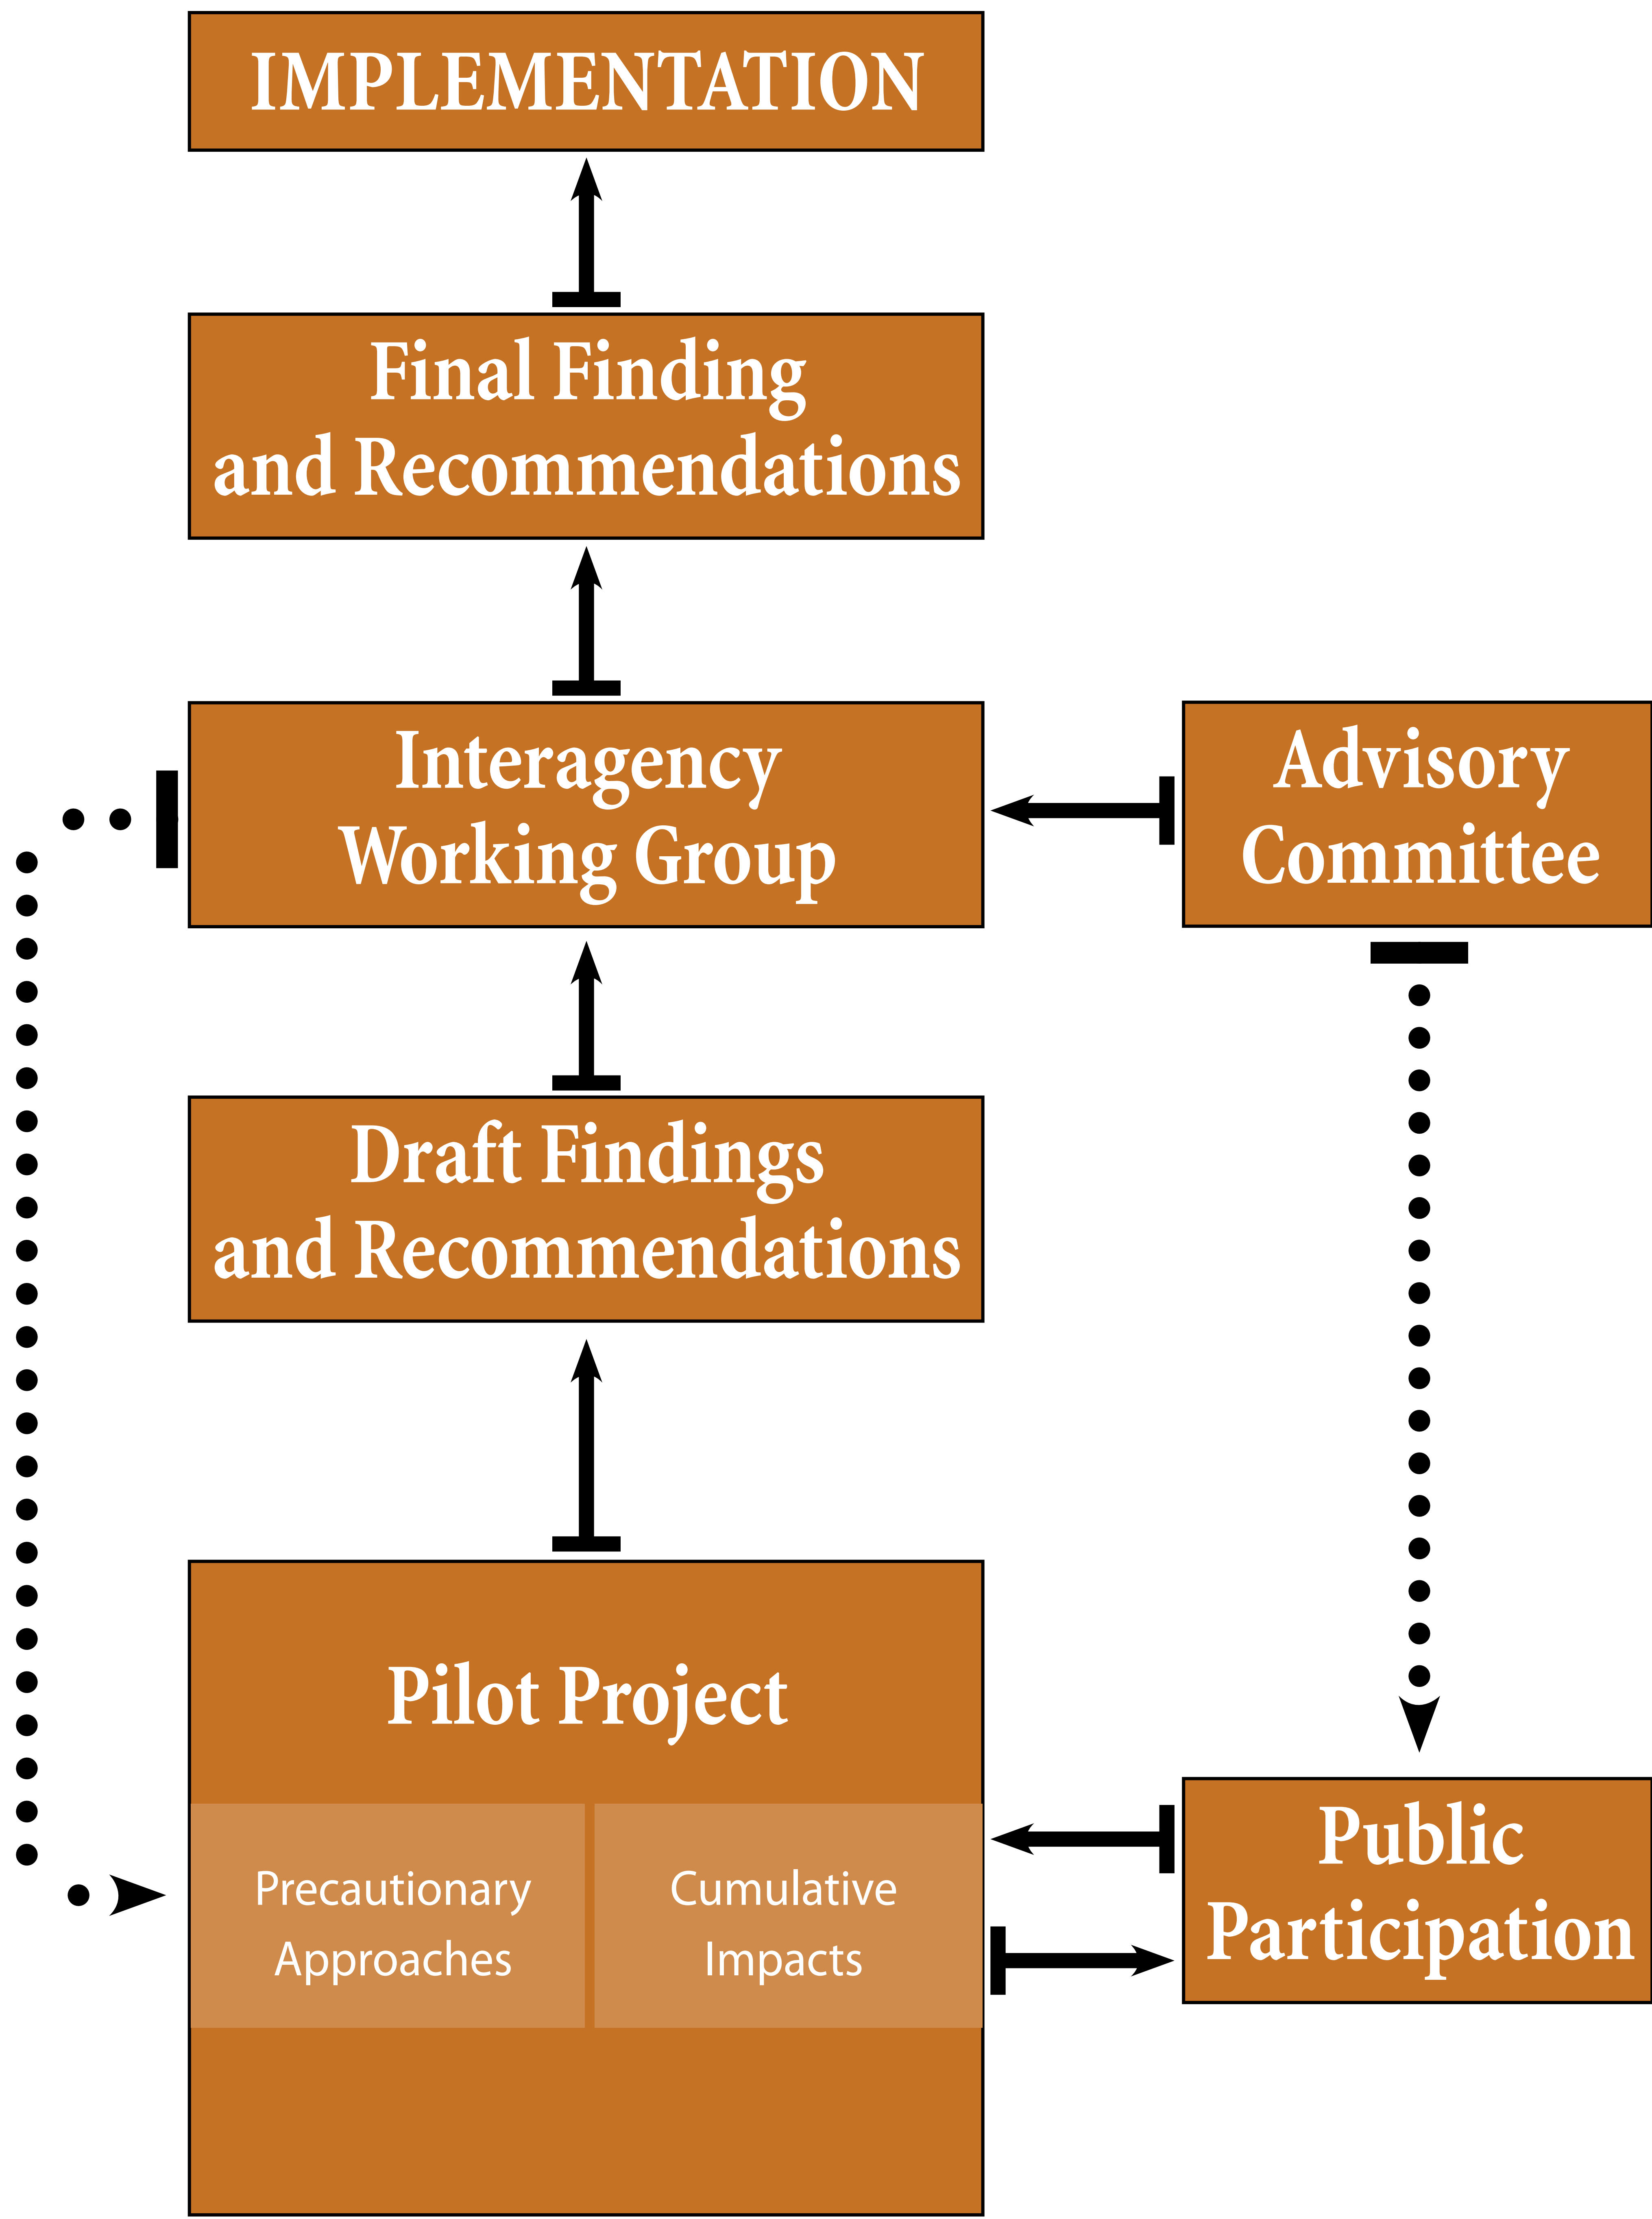 IMPLEMENTATION
Final Finding
and Recommendations
Interagency
Working Group
Advisory
Committee
Draft Findings
and Recommendations
Pilot Project
Precautionary
Approaches
Cumulative
Impacts
Public
Participation